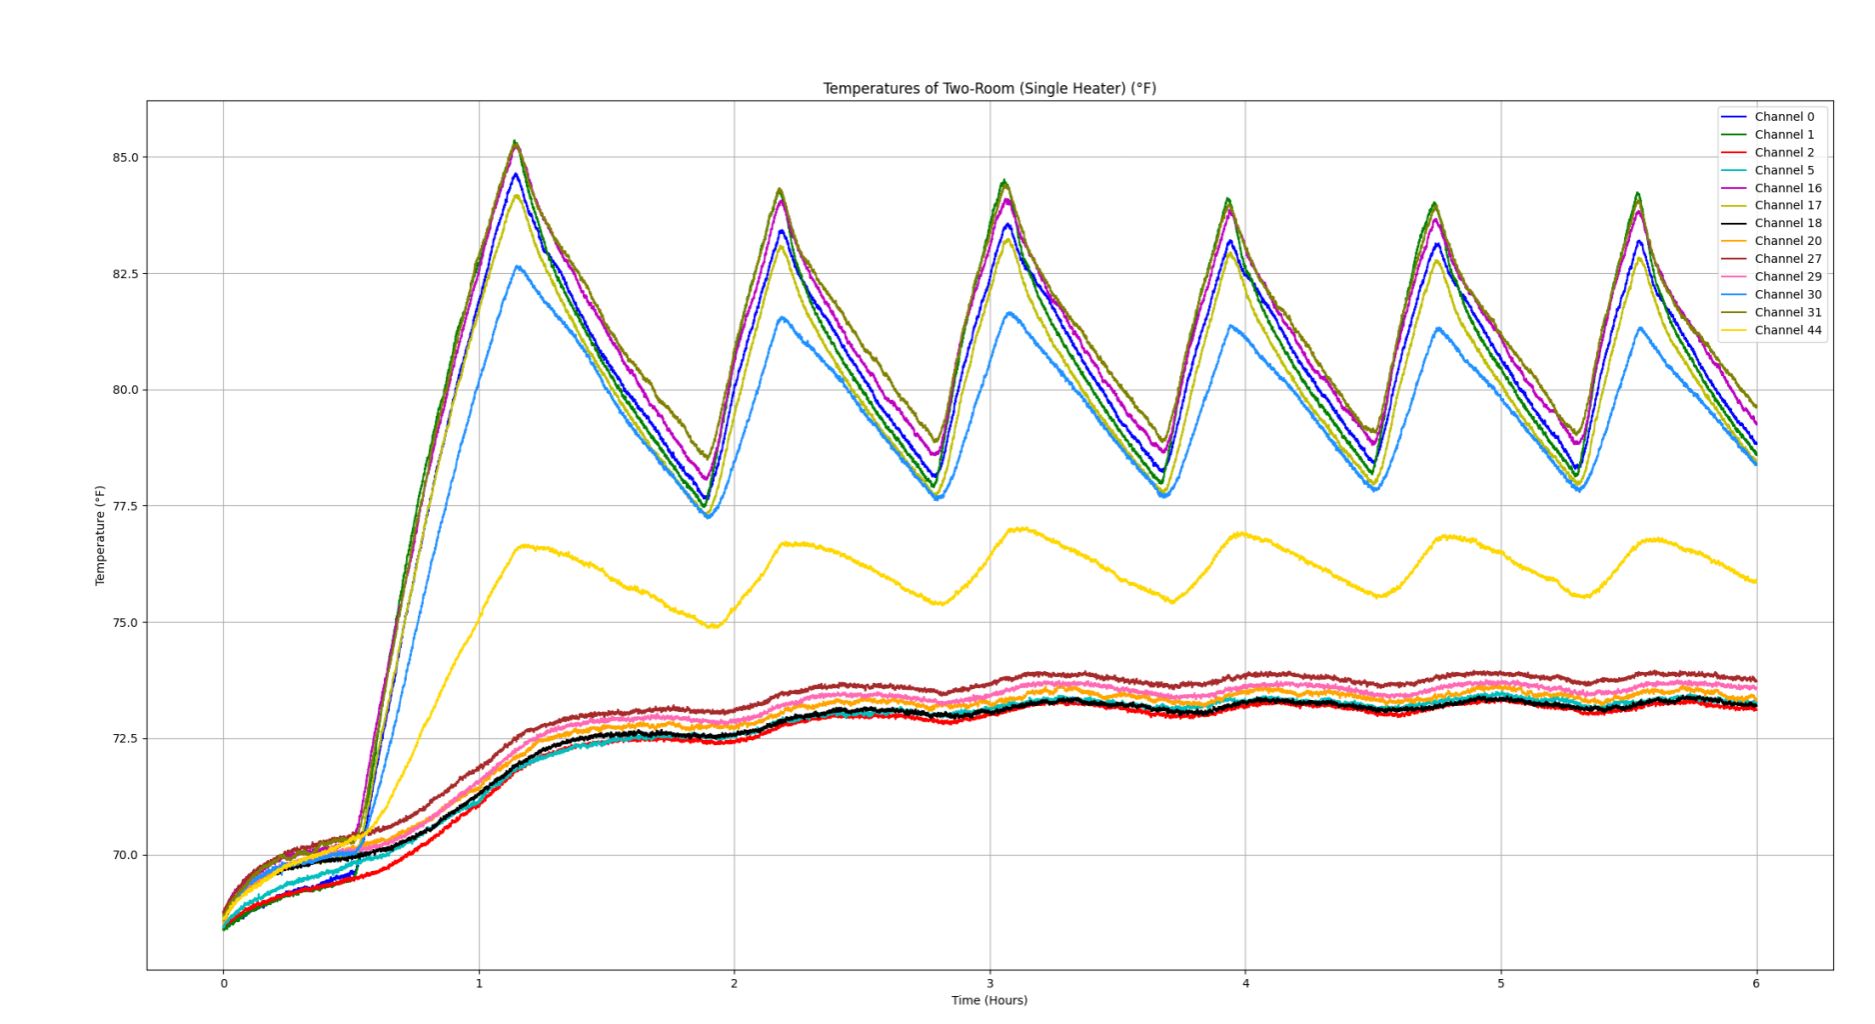 Temperatures of Two-Room (Single Heater) (°F)
Channel 0
Channel 1
Channel 2
Channel 5
Channel 16
Channel 17
Channel 18
Channel 20
Channel 27
Channel 29
Channel 30
Channel 31
Channel 44
85.0
82.5
80.0
77.5
75.0
72.5
70.0
Temperature (°F)
0 1 2 3 4 5 6
Time (Hours)